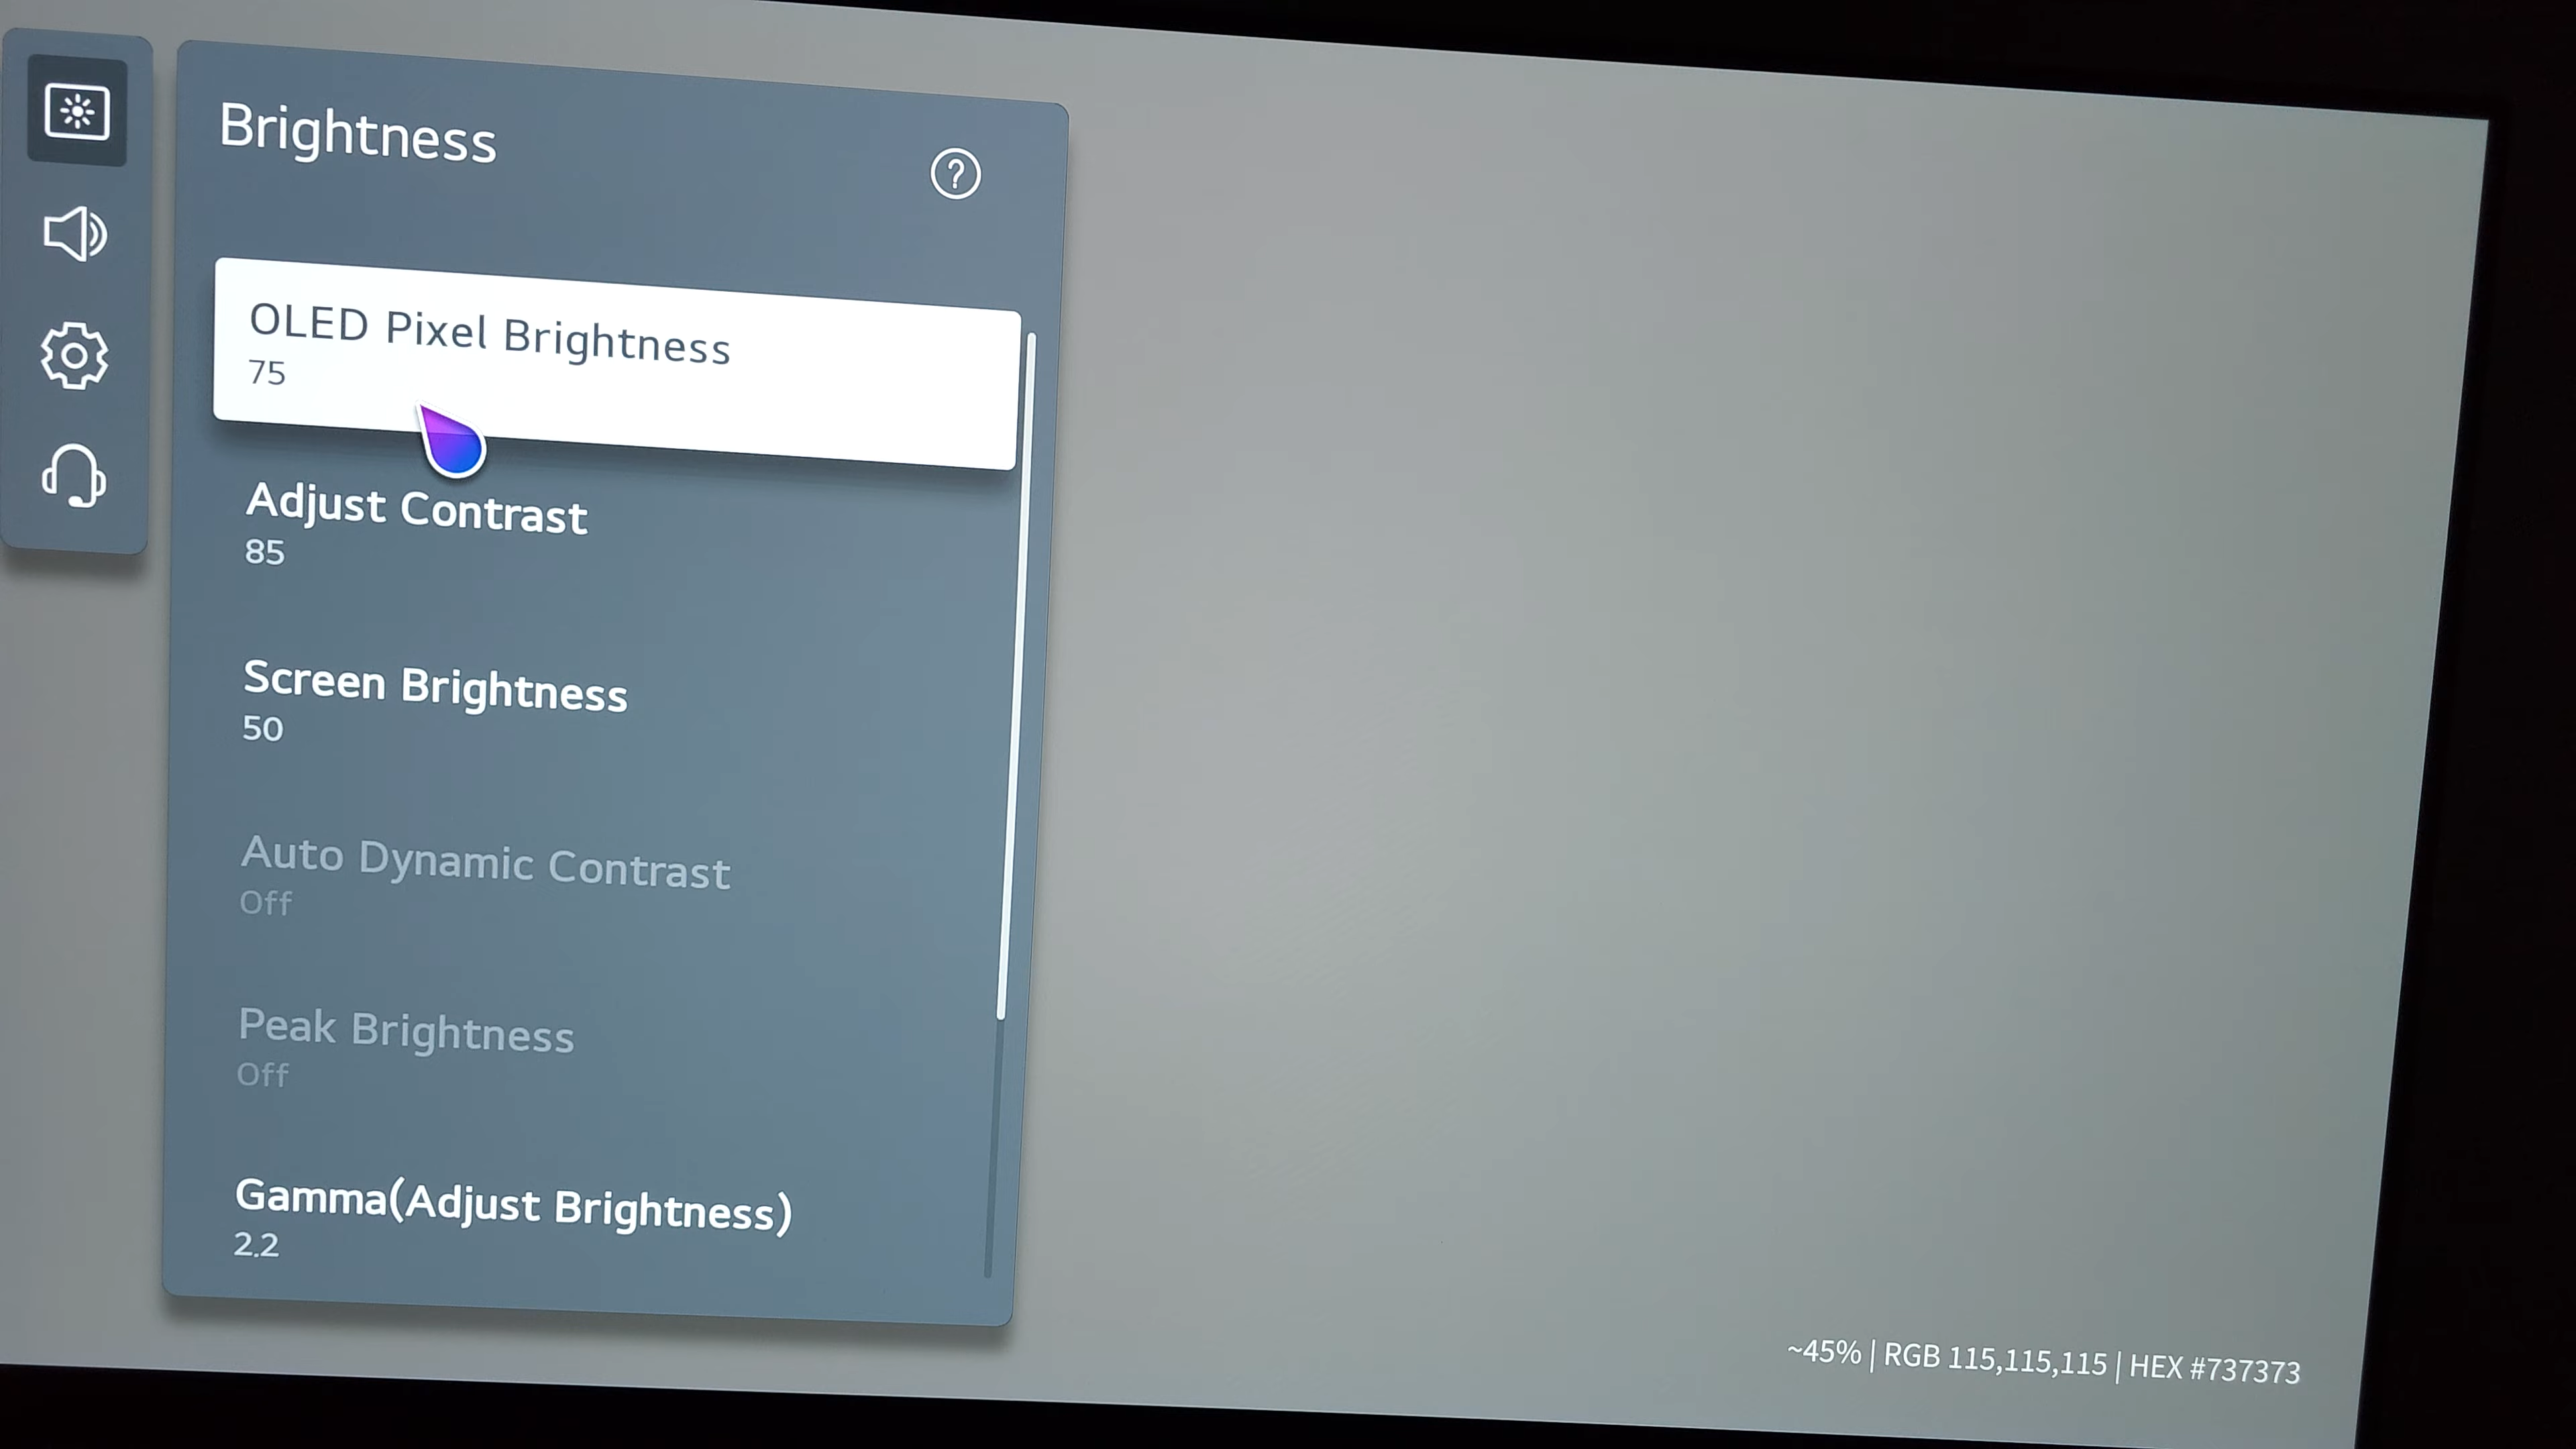 Brightness
?
OLED Pixel Brightness
75
Adjust Contrast
85
Screen Brightness
50
Auto Dynamic Contrast
Off
Peak Brightness
Off
Gamma(Adjust Brightness)
2.2
~45% | RGB 115,115,115 | HEX #737373